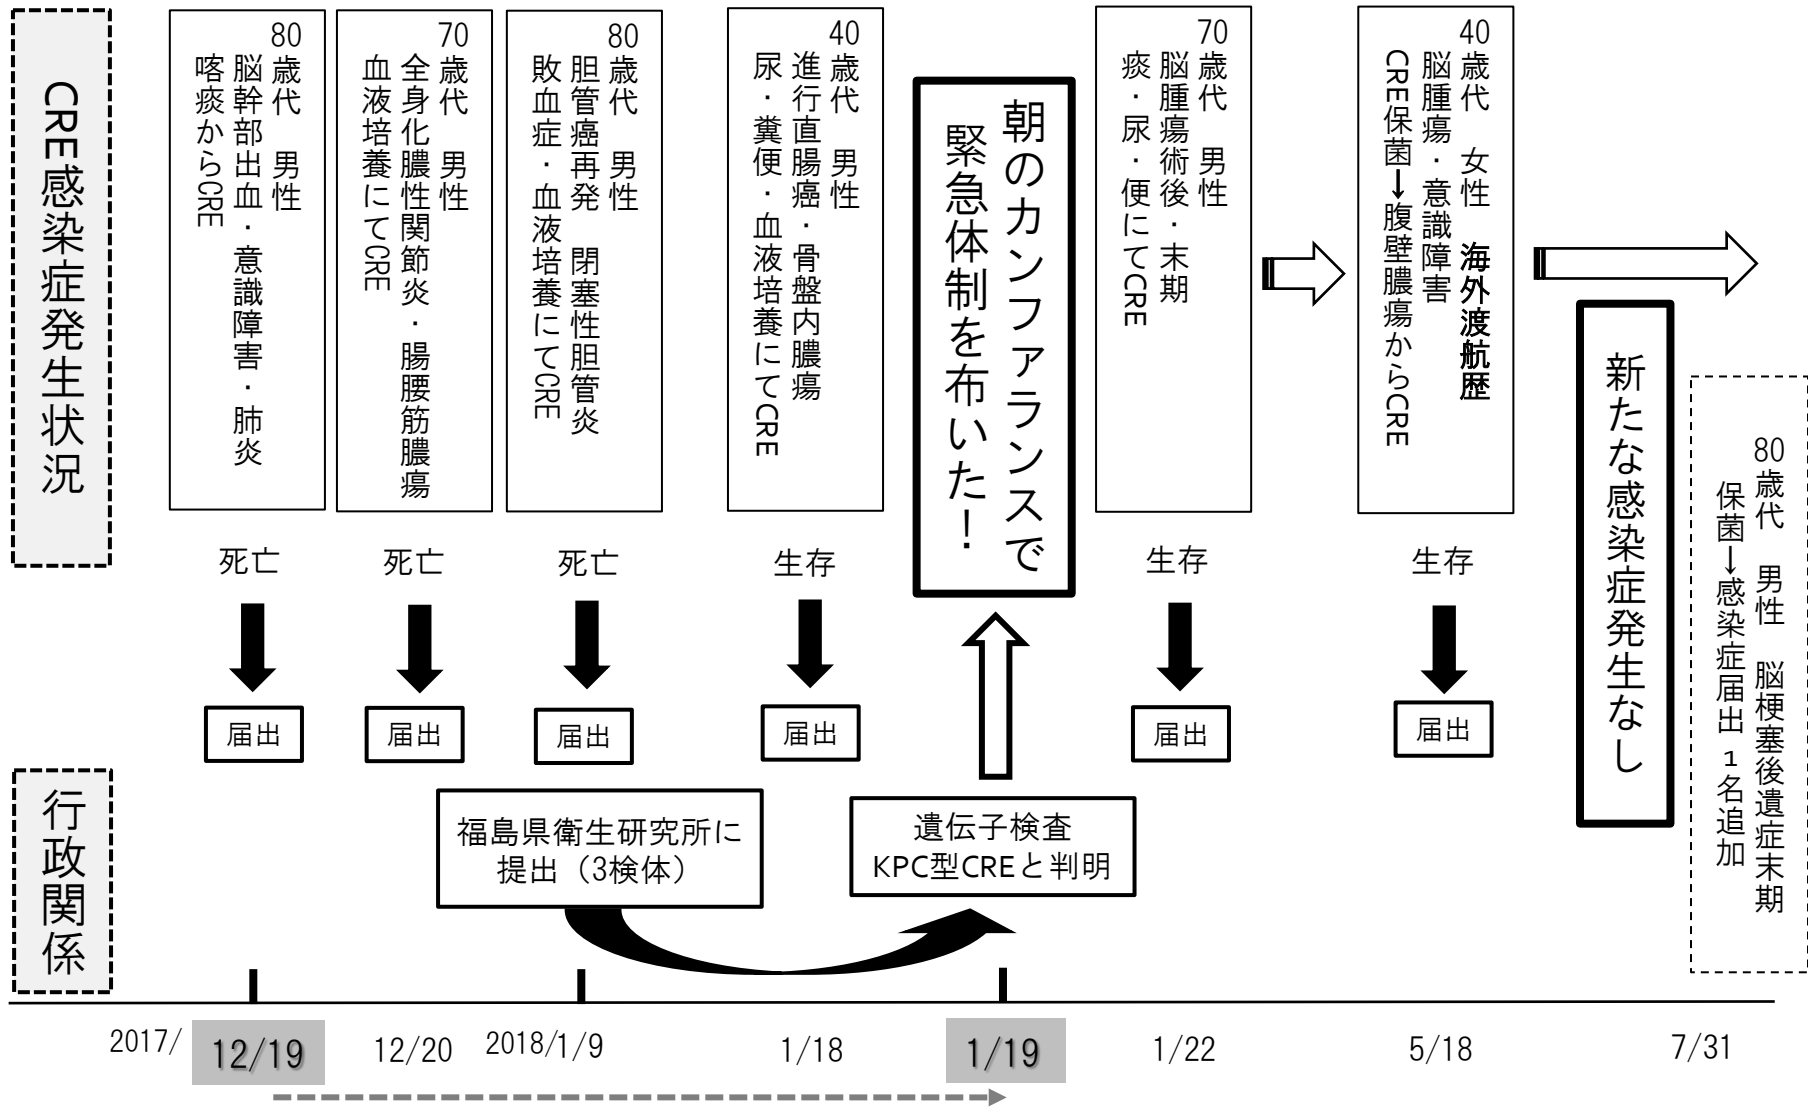 CRE感染症発生状況
80歳代　男性
脳幹部出血・意識障害・肺炎
喀痰からCRE
70歳代　男性
全身化膿性関節炎・腸腰筋膿瘍
血液培養にてCRE
80歳代　男性
胆管癌再発　閉塞性胆管炎
敗血症・血液培養にてCRE
40歳代　男性
進行直腸癌・骨盤内膿瘍
尿・糞便・血液培養にてCRE
朝のカンファランスで
緊急体制を布いた！
70歳代　男性
脳腫瘍術後・末期
痰・尿・便にてCRE
40歳代　女性　海外渡航歴
脳腫瘍・意識障害
CRE保菌→腹壁膿瘍からCRE
新たな感染症発生なし
80歳代　男性　脳梗塞後遺症末期
保菌→感染症届出 1名追加
死亡
死亡
死亡
生存
生存
生存
届出
届出
届出
届出
届出
届出
行政関係
福島県衛生研究所に
提出（3検体）
遺伝子検査
KPC型CREと判明
2017/
12/19
12/20
2018/1/9
1/18
1/19
1/22
5/18
7/31